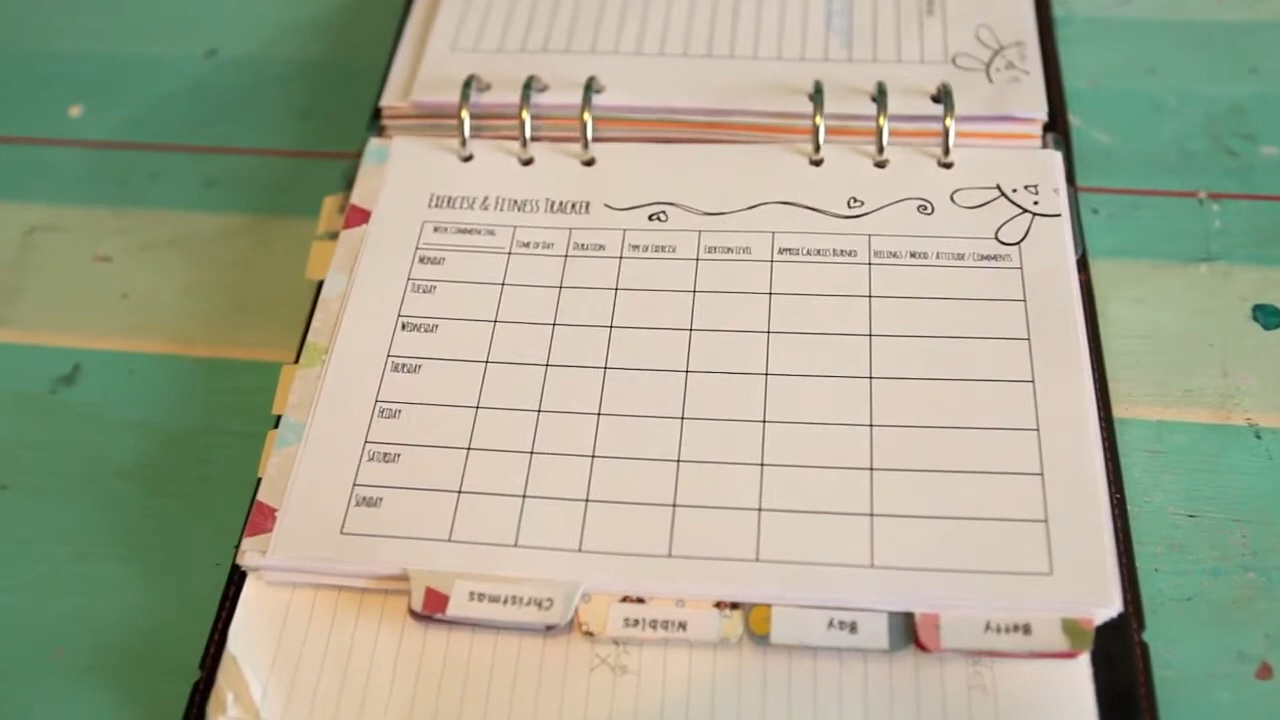 EXERCISE & FITNESS TRACKER
WEEK COMMENCING
TIME OF DAY
DURATION
TYPE OF EXERCISE
EXERTION LEVEL
APPROX CALORIES BURNED
FEELINGS / MOOD / ATTITUDE / COMMENTS
MONDAY
TUESDAY
WEDNESDAY
THURSDAY
FRIDAY
SATURDAY
SUNDAY
Christmas
Nibbles
Bay
Betty